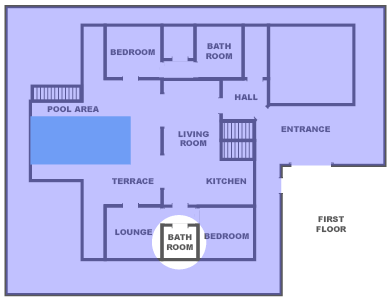 BEDROOM
BATH
ROOM
HALL
POOL AREA
ENTRANCE
LIVING
ROOM
TERRACE
KITCHEN
LOUNGE
BATH
ROOM
BEDROOM
FIRST
FLOOR